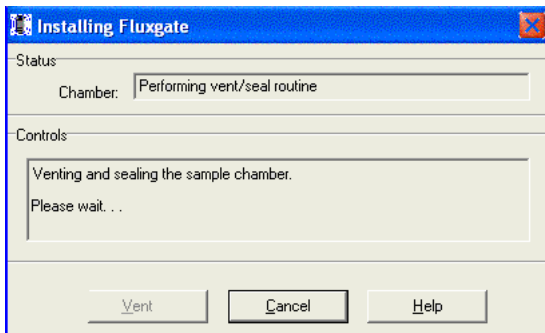 Installing Fluxgate
Status
Chamber: Performing vent/seal routine
Controls
Venting and sealing the sample chamber.
Please wait. . .
Vent Cancel Help